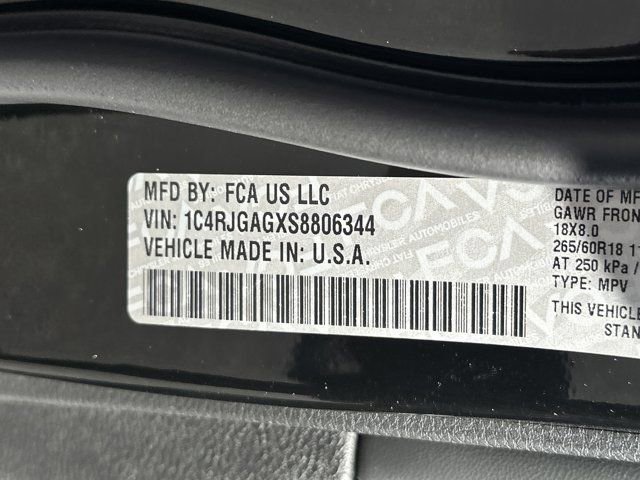 MFD BY: FCA US LLC
VIN: 1C4RJGAGXS8806344
VEHICLE MADE IN: U.S.A.
DATE OF MF
GAWR FRON
18X8.0
265/60R18 11
AT 250 kPa /
TYPE: MPV
THIS VEHICLE
STAN